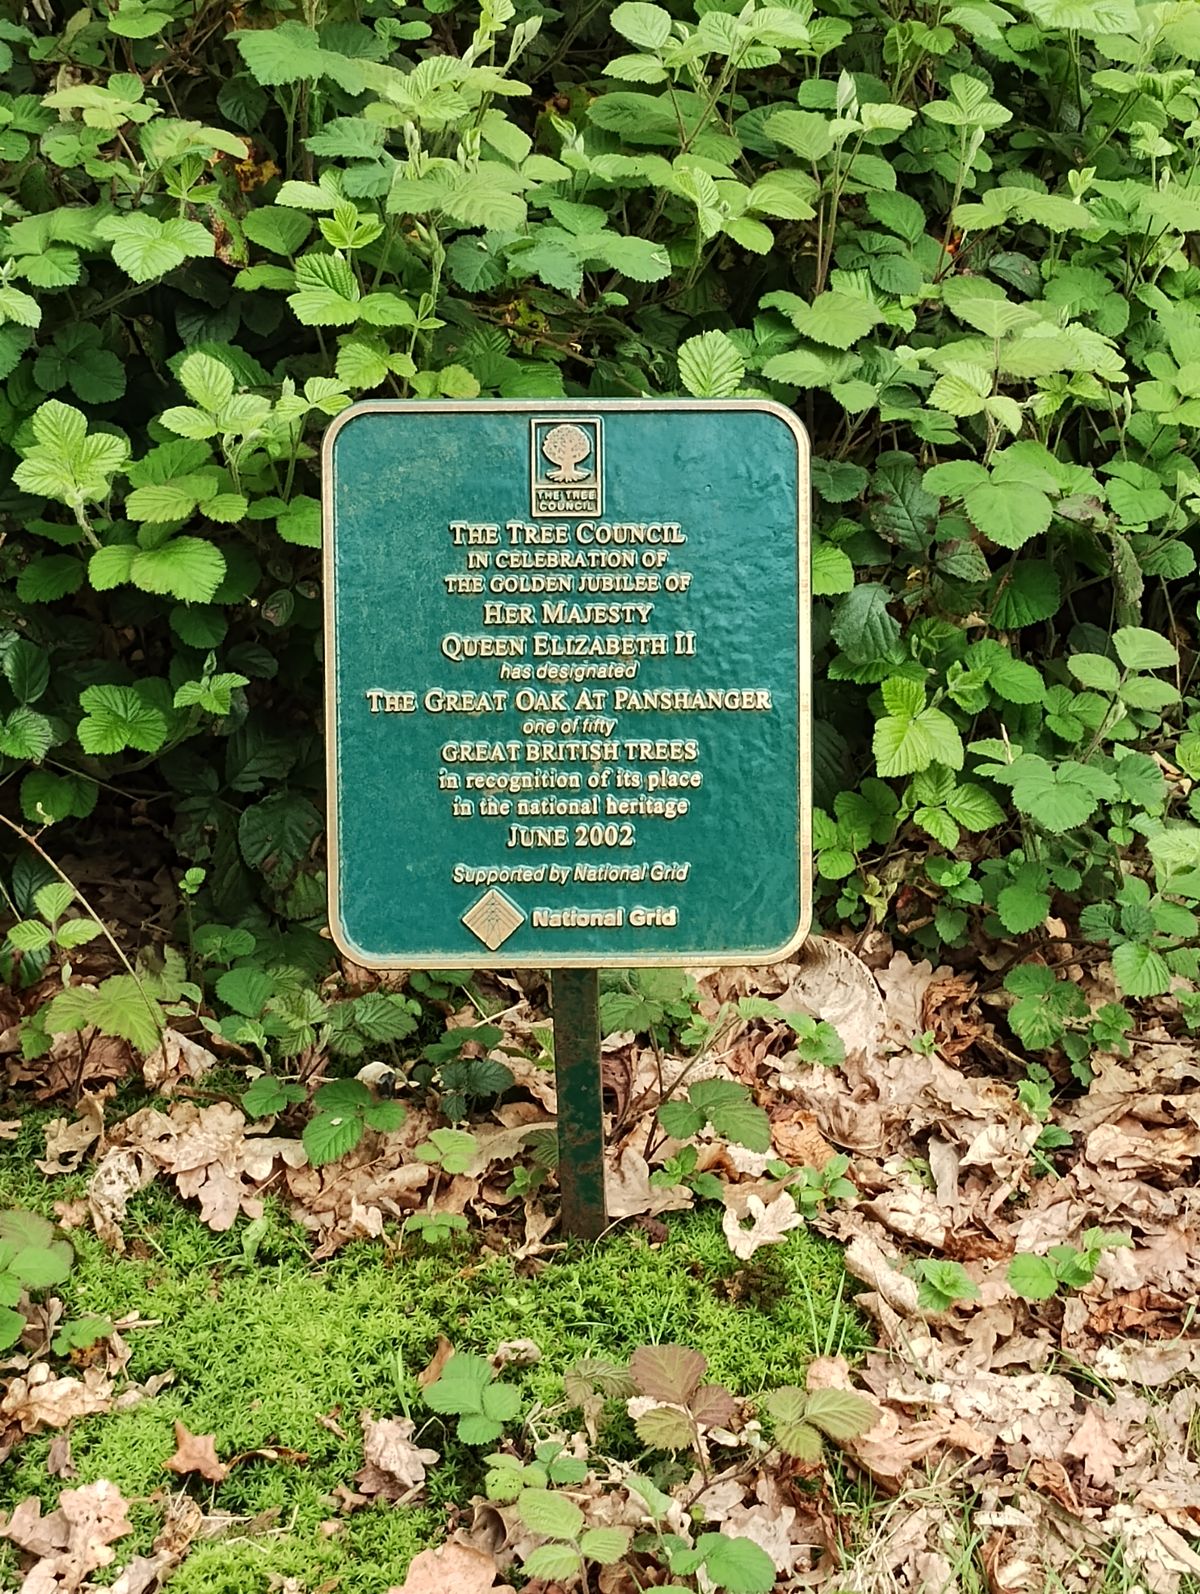 THE TREE
COUNCIL
THE TREE COUNCIL
IN CELEBRATION OF
THE GOLDEN JUBILEE OF
HER MAJESTY
QUEEN ELIZABETH II
has designated
THE GREAT OAK AT PANSHANGER
one of fifty
GREAT BRITISH TREES
in recognition of its place
in the national heritage
JUNE 2002
Supported by National Grid
National Grid